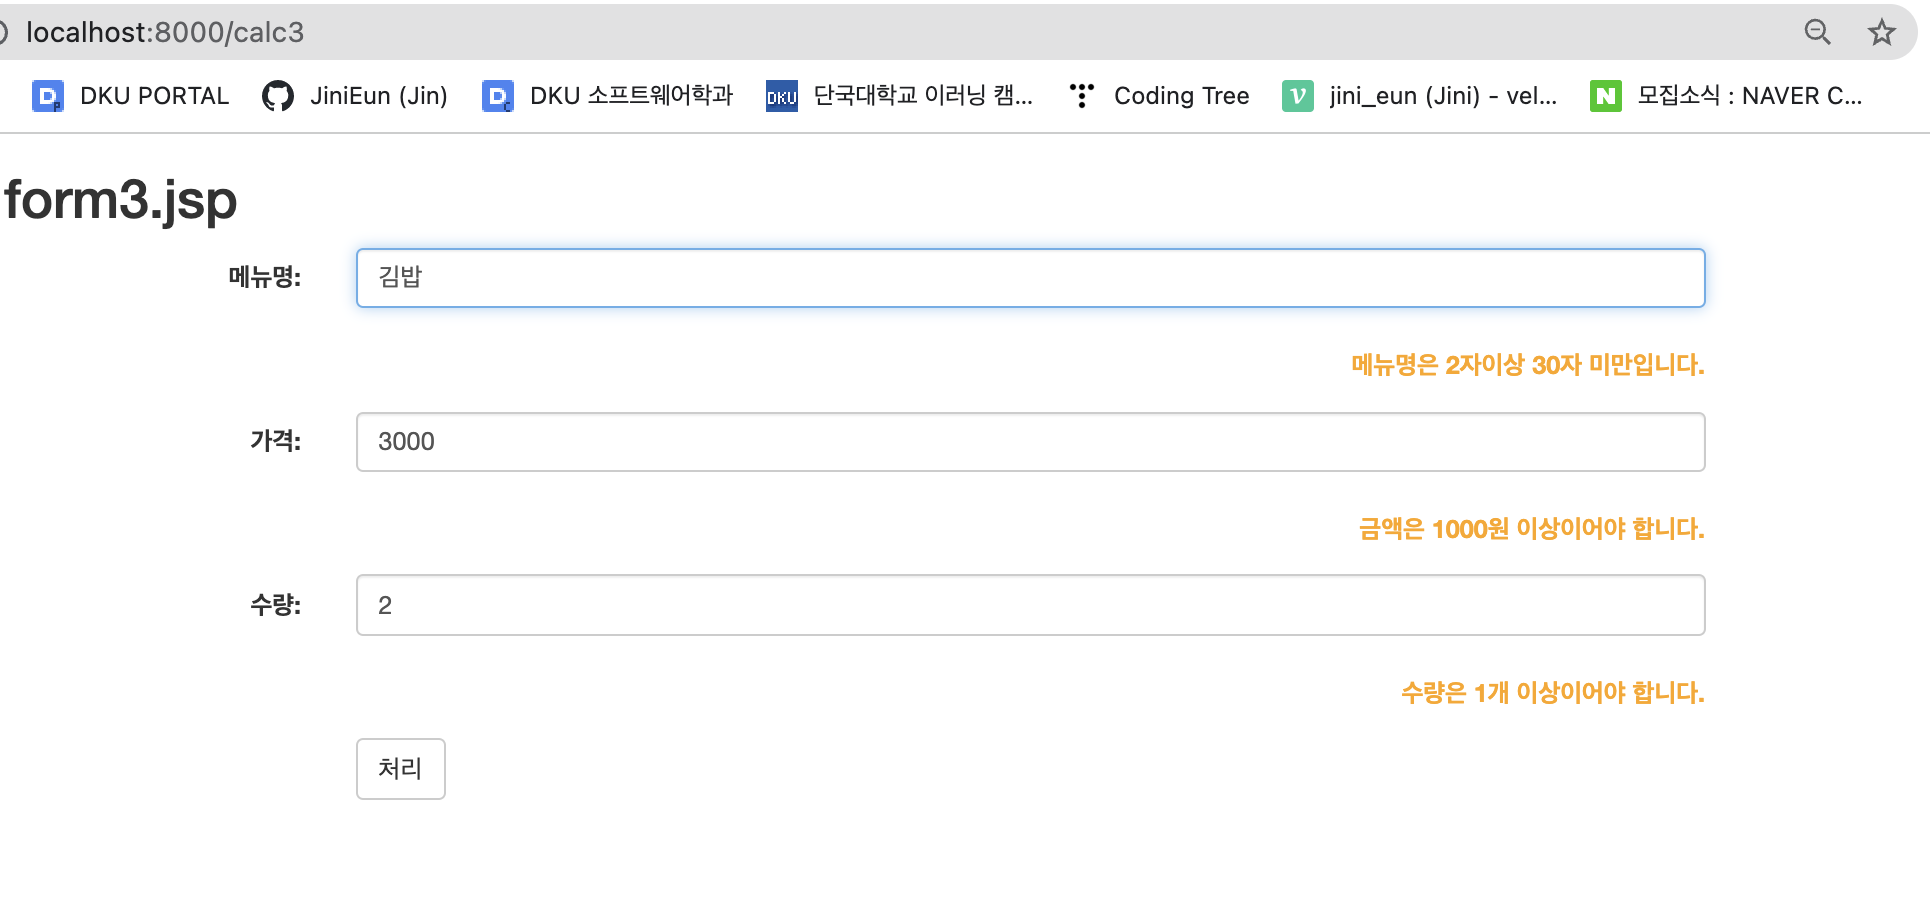 localhost:8000/calc3
DKU PORTAL JiniEun (Jin) DKU 소프트웨어학과 DKU 단국대학교 이러닝 캠... Coding Tree jini_eun (Jini) - vel... N 모집소식 : NAVER C...
form3.jsp
메뉴명: 김밥
메뉴명은 2자이상 30자 미만입니다.
가격: 3000
금액은 1000원 이상이어야 합니다.
수량: 2
수량은 1개 이상이어야 합니다.
처리